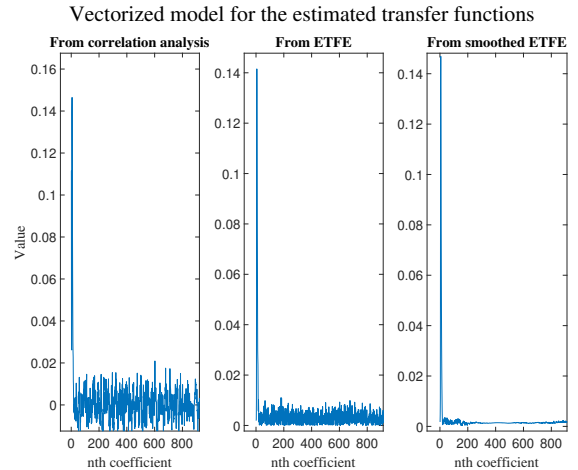 Vectorized model for the estimated transfer functions
From correlation analysis
From ETFE
From smoothed ETFE
0.16
0.14
0.12
0.1
0.08
0.06
0.04
0.02
0
Value
0 200 400 600 800
nth coefficient
0.14
0.12
0.1
0.08
0.06
0.04
0.02
0
0 200 400 600 800
nth coefficient
0.14
0.12
0.1
0.08
0.06
0.04
0.02
0
0 200 400 600 800
nth coefficient